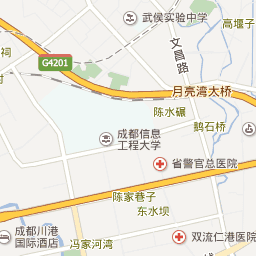 武侯实验中学
高堰子
祠
文昌路
G4201
月亮湾大桥
陈水碾
鹅石桥
成都信息
工程大学
省警官总医院
陈家巷子
东水坝
成都川港
国际酒店
冯家河湾
双流仁港医院